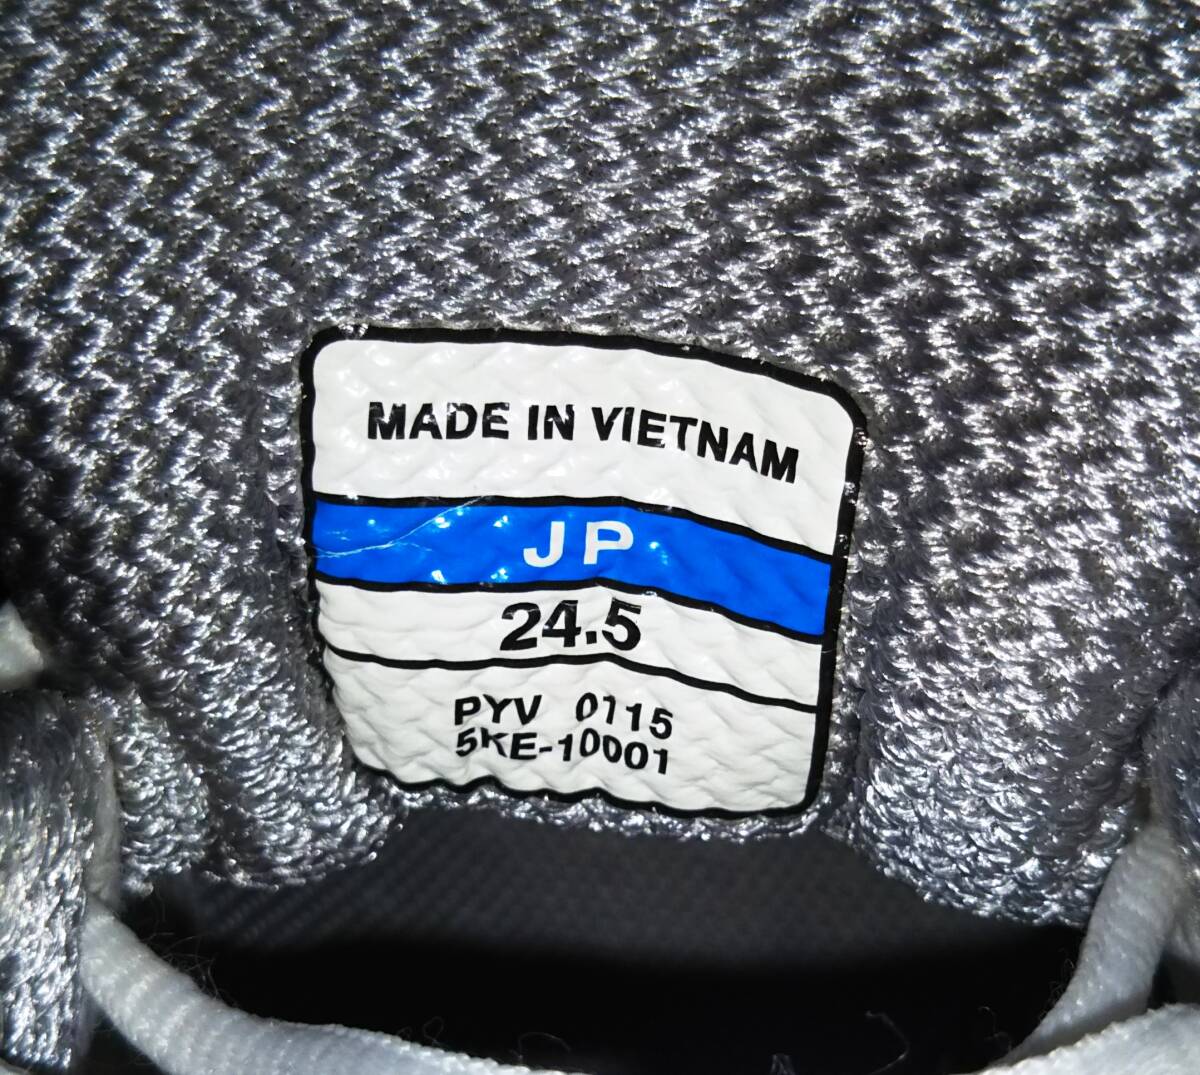 MADE IN VIETNAM
JP
24.5
PYV 0115
5KE-10001